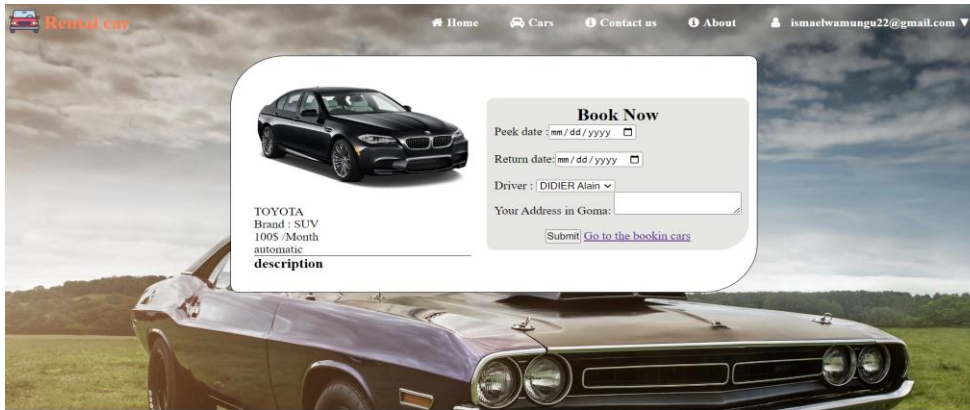 Rental car
Home Cars Contact us About ismaelwamungu22@gmail.com ▼
Book Now
Peek date : mm/dd/yyyy
Return date: mm/dd/yyyy
Driver : DIDIER Alain
Your Address in Goma:
Submit Go to the bookin cars
TOYOTA
Brand : SUV
100$ /Month
automatic
description